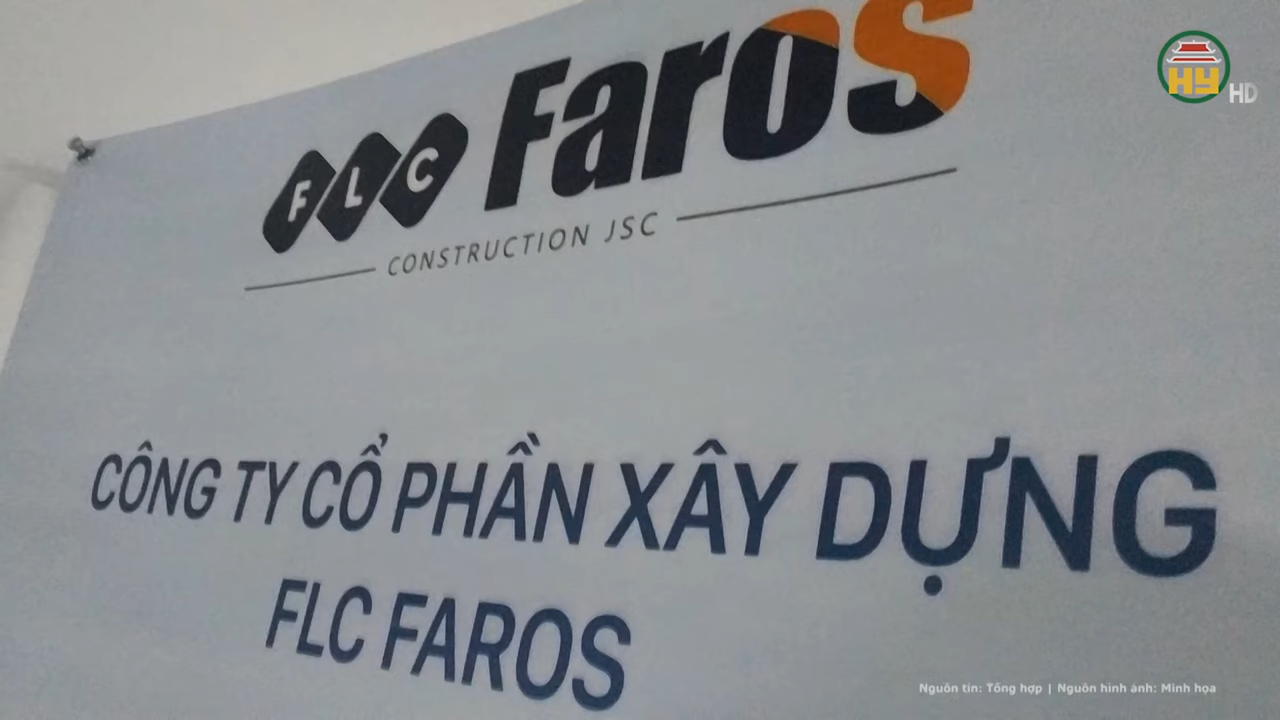 FLC Faros
CONSTRUCTION JSC
CÔNG TY CỔ PHẦN XÂY DỰNG
FLC FAROS
HY HD
Nguồn tin: Tổng hợp | Nguồn hình ảnh: Minh họa